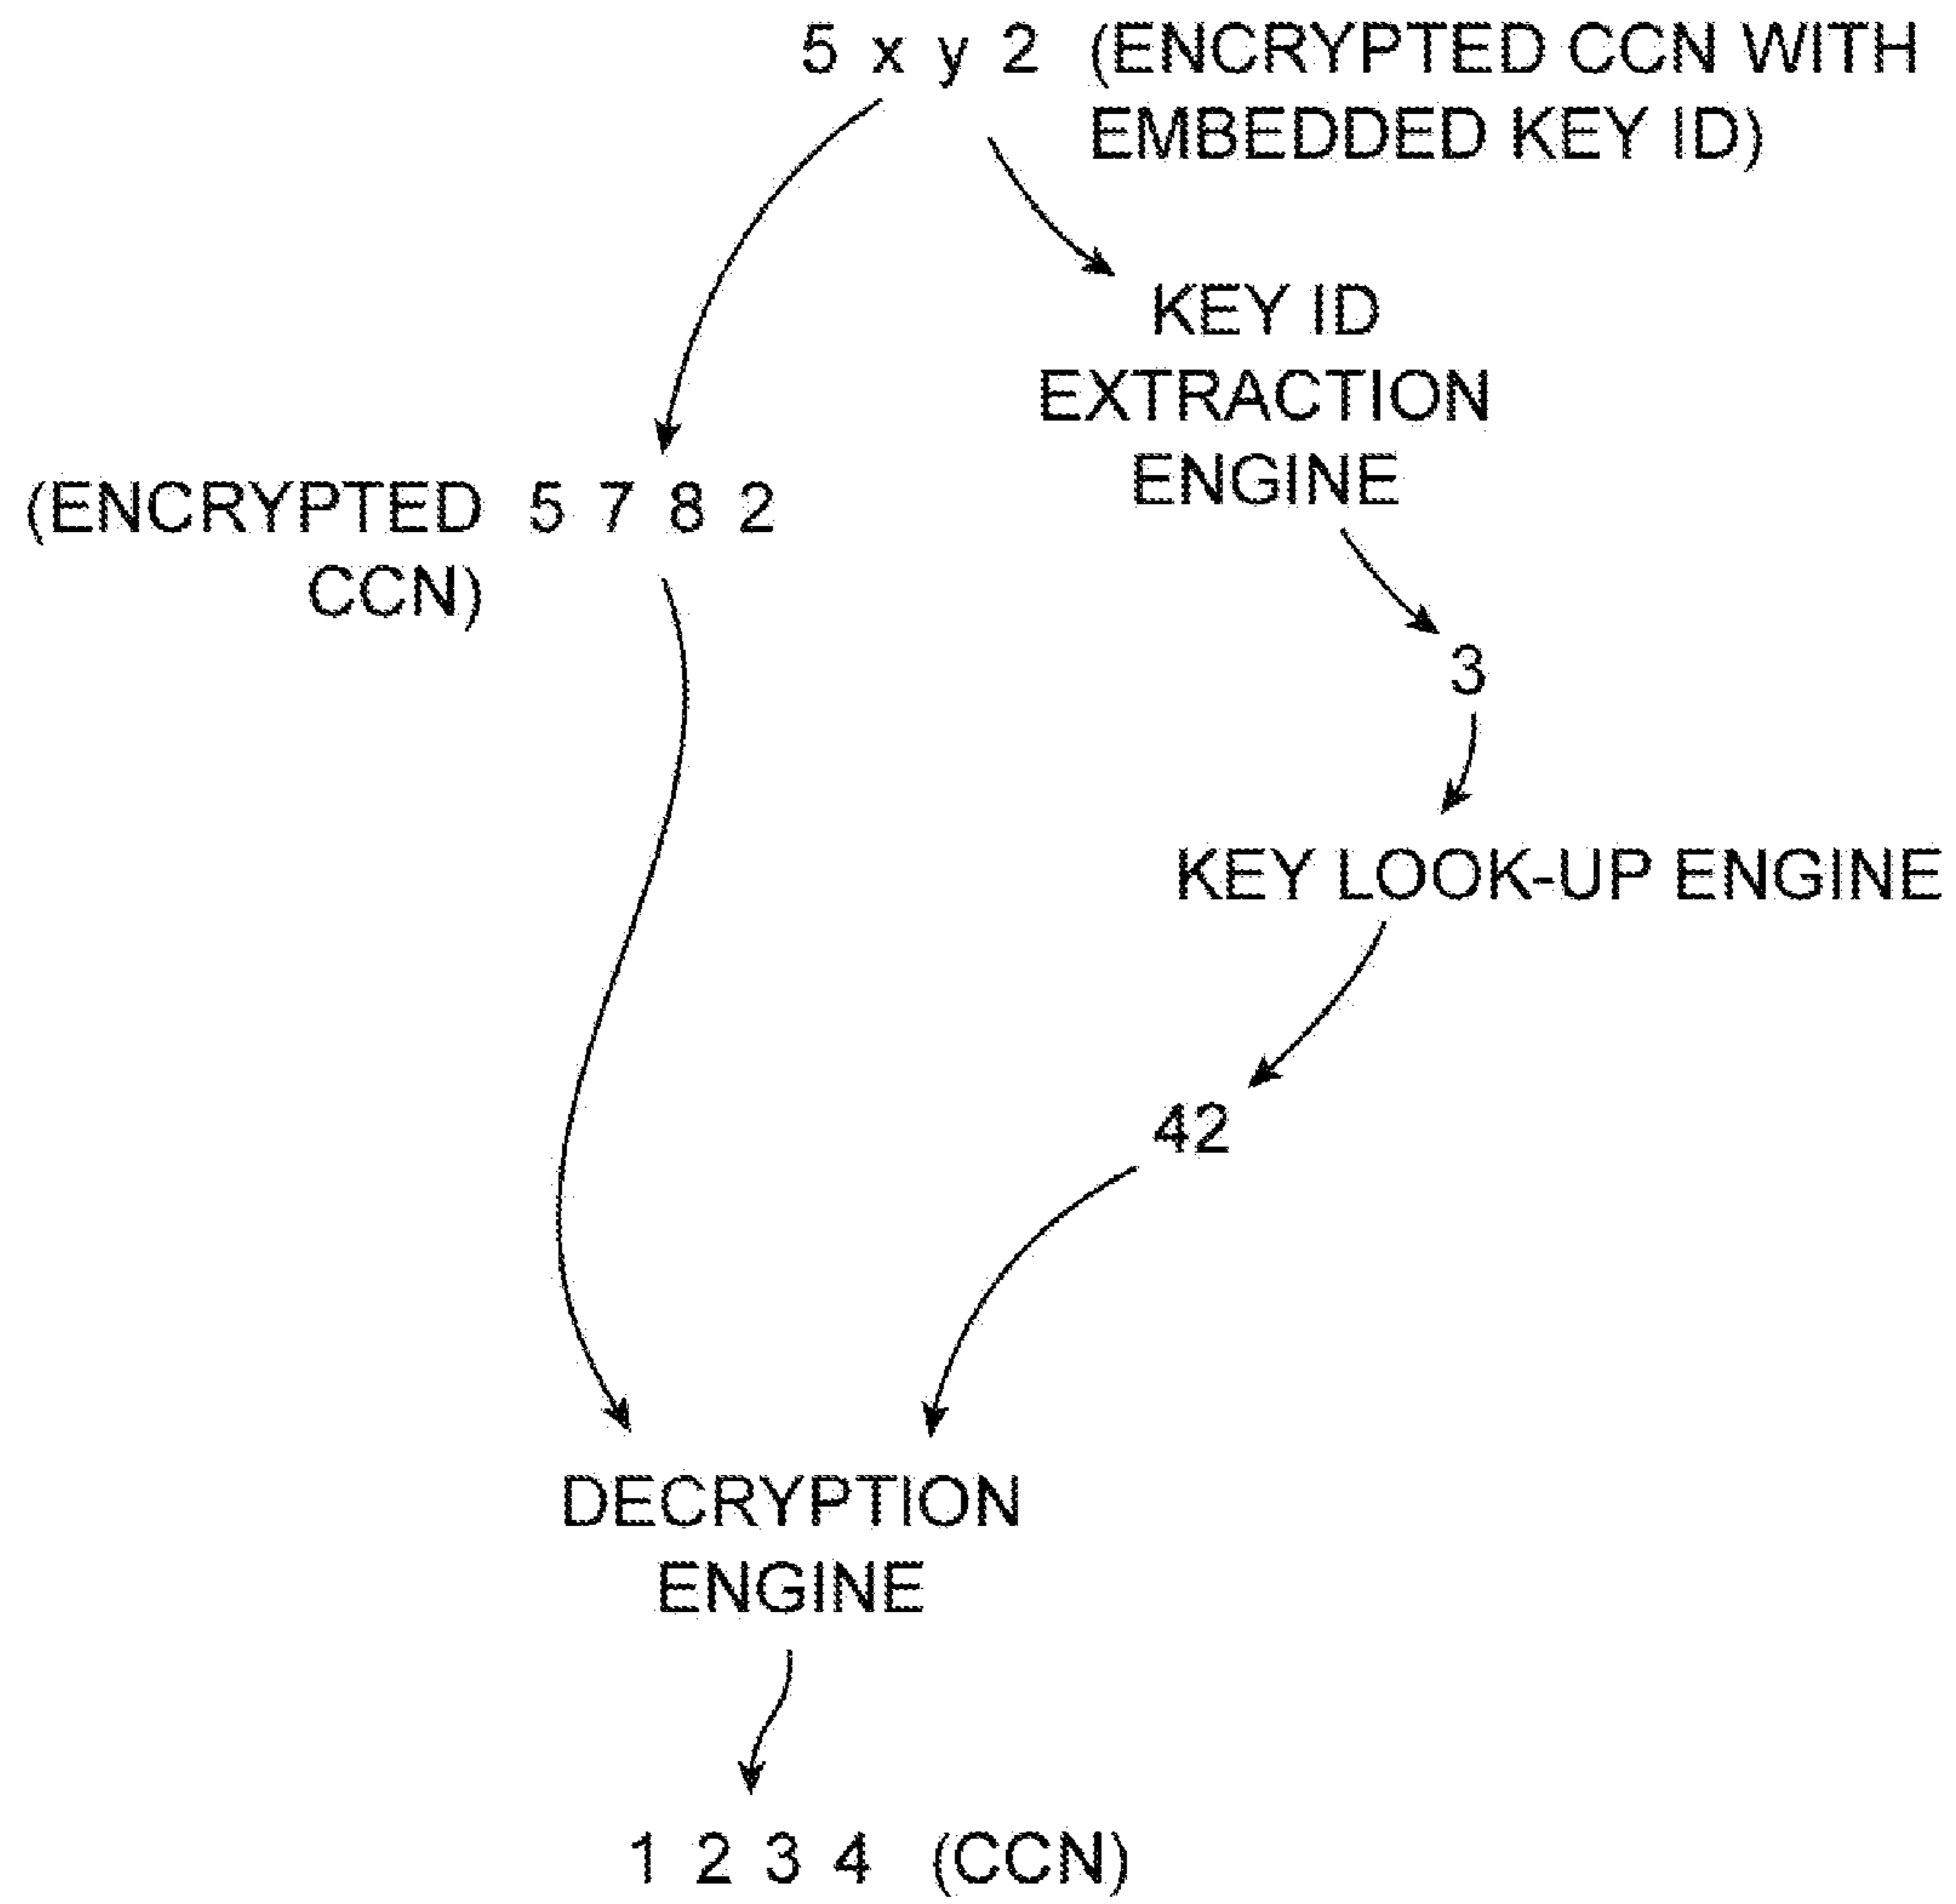 5 x y 2 (ENCRYPTED CCN WITH
EMBEDDED KEY ID)
KEY ID
EXTRACTION
ENGINE
(ENCRYPTED 5 7 8 2
CCN)
3
KEY LOOK-UP ENGINE
42
DECRYPTION
ENGINE
1 2 3 4 (CCN)